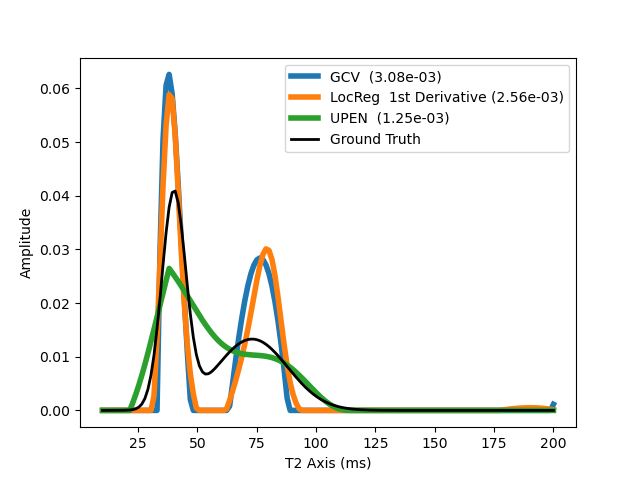 GCV  (3.08e-03)
LocReg  1st Derivative (2.56e-03)
UPEN  (1.25e-03)
Ground Truth
0.06
0.05
0.04
0.03
0.02
0.01
0.00
Amplitude
25 50 75 100 125 150 175 200
T2 Axis (ms)